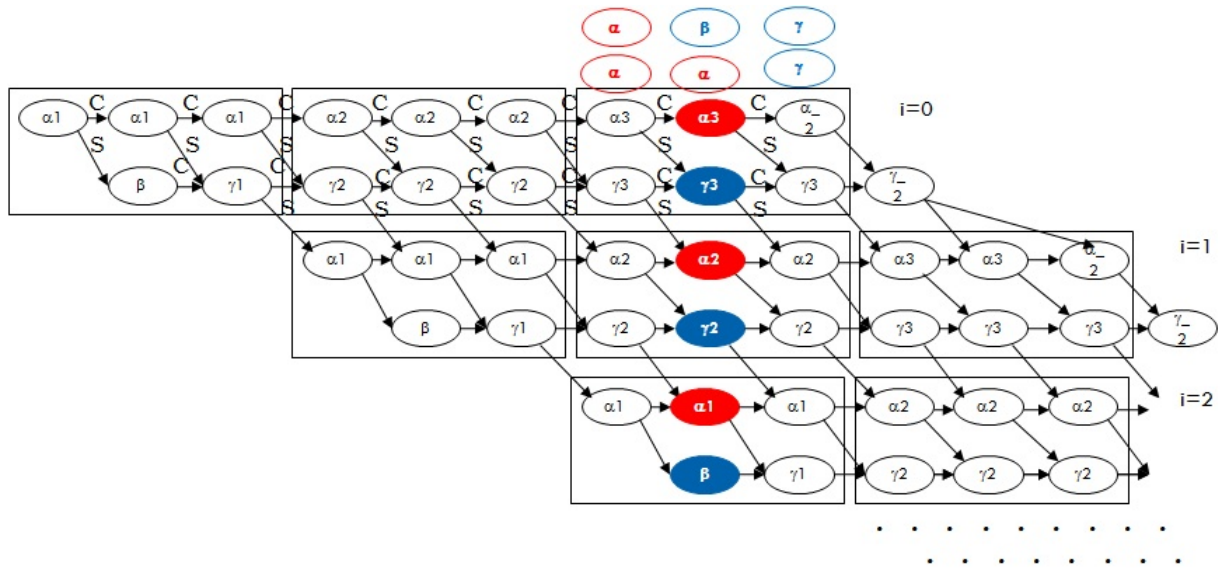 α β γ
α α γ
α1 C α1 C α1 C α2 C α2 C α2 C α3 C α3 C α_2 i=0
S S S S S S S S
β C γ1 C γ2 C γ2 C γ2 C γ3 C γ3 C γ3 γ_2
S S S S S S
α1 α1 α1 α2 α2 α2 α3 α3 α_2 i=1
β γ1 γ2 γ2 γ2 γ3 γ3 γ3 γ_2
α1 α1 α1 α2 α2 α2 i=2
β γ1 γ2 γ2 γ2
. . . . . . . . .
. . . . . . . .